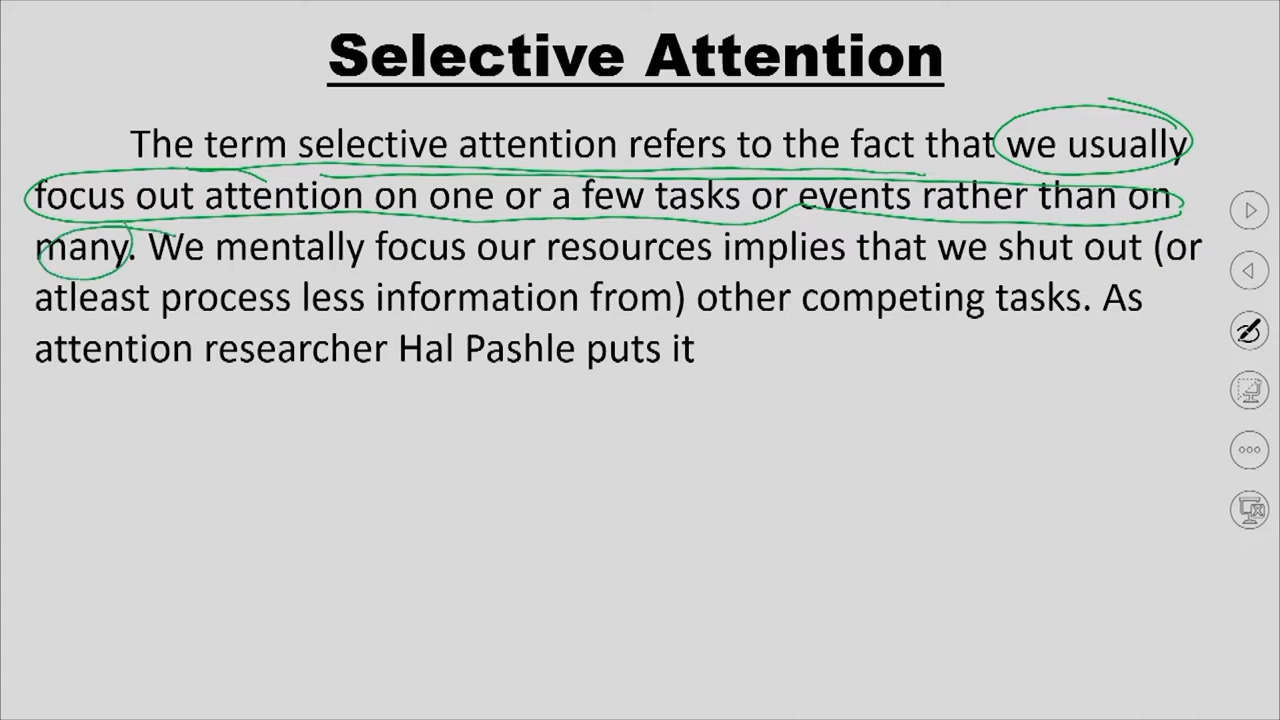 Selective Attention
The term selective attention refers to the fact that we usually
focus out attention on one or a few tasks or events rather than on
many. We mentally focus our resources implies that we shut out (or
atleast process less information from) other competing tasks. As
attention researcher Hal Pashle puts it